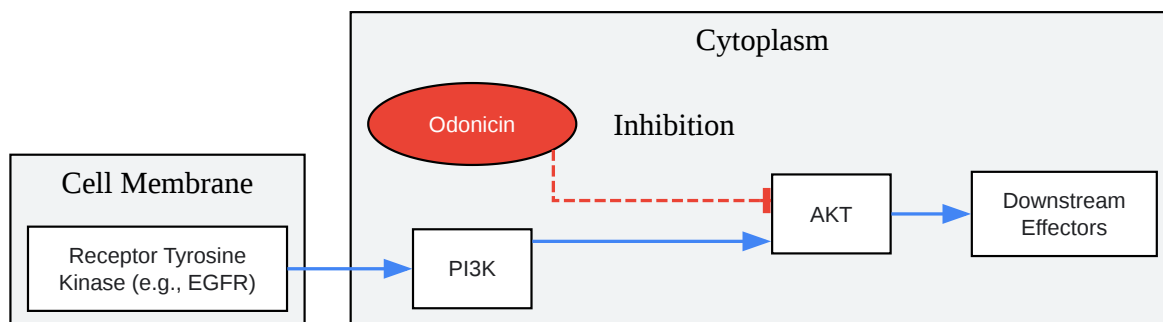 Cytoplasm
Odonicin
Inhibition
Cell Membrane
Receptor Tyrosine
Kinase (e.g., EGFR)
PI3K
AKT
Downstream
Effectors